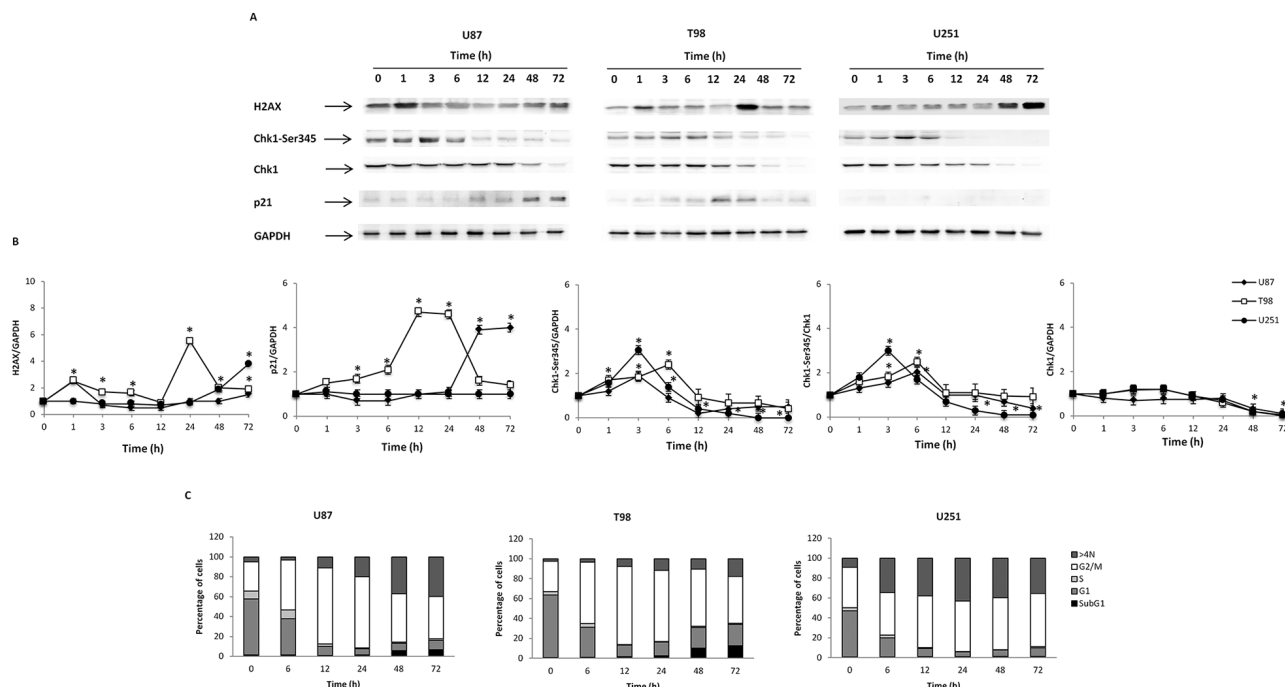 A
U87
T98
U251
Time (h)
Time (h)
Time (h)
0 1 3 6 12 24 48 72
0 1 3 6 12 24 48 72
0 1 3 6 12 24 48 72
H2AX
Chk1-Ser345
Chk1
p21
GAPDH
B
H2AX/GAPDH
10
8
6
4
2
0
* * * * * * *
0 1 3 6 12 24 48 72
Time (h)
p21/GAPDH
6
4
2
0
* * * * * *
0 1 3 6 12 24 48 72
Time (h)
Chk1-Ser345/GAPDH
6
4
2
0
* * * * * * * * *
0 1 3 6 12 24 48 72
Time (h)
Chk1-Ser345/Chk1
6
4
2
0
* * * * * *
0 1 3 6 12 24 48 72
Time (h)
Chk1/GAPDH
6
4
2
0
* * *
0 1 3 6 12 24 48 72
Time (h)
U87
T98
U251
C
U87
Percentage of cells
120
100
80
60
40
20
0
0 6 12 24 48 72
Time (h)
T98
Percentage of cells
120
100
80
60
40
20
0
0 6 12 24 48 72
Time (h)
U251
Percentage of cells
120
100
80
60
40
20
0
0 6 12 24 48 72
Time (h)
>4N
G2/M
S
G1
SubG1